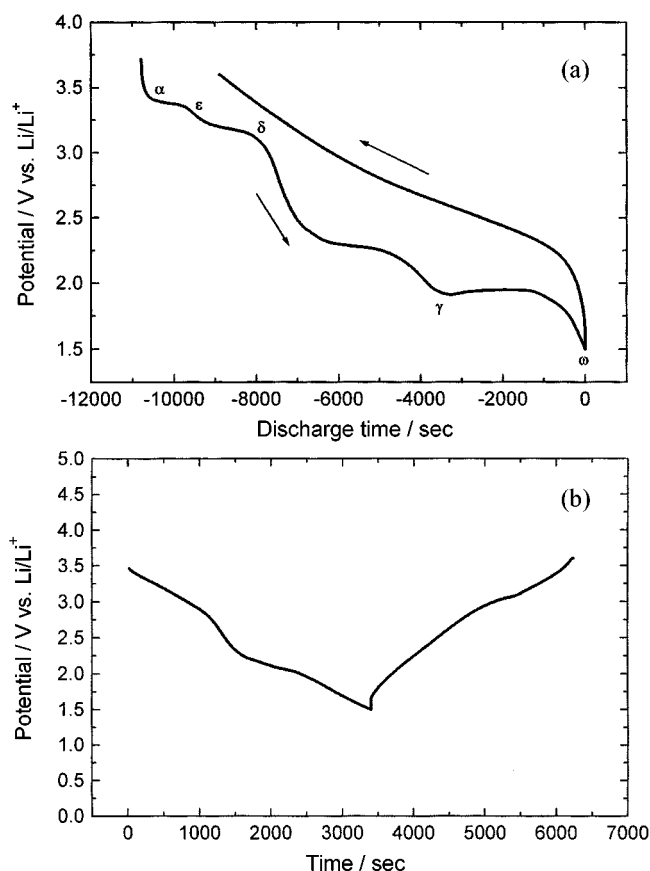 (a)
4.0
3.5
3.0
2.5
2.0
1.5
Potential / V vs. Li/Li⁺
α
ε
δ
γ
ω
-12000 -10000 -8000 -6000 -4000 -2000 0
Discharge time / sec
(b)
5.0
4.5
4.0
3.5
3.0
2.5
2.0
1.5
1.0
0.5
0.0
Potential / V vs. Li/Li⁺
0 1000 2000 3000 4000 5000 6000 7000
Time / sec